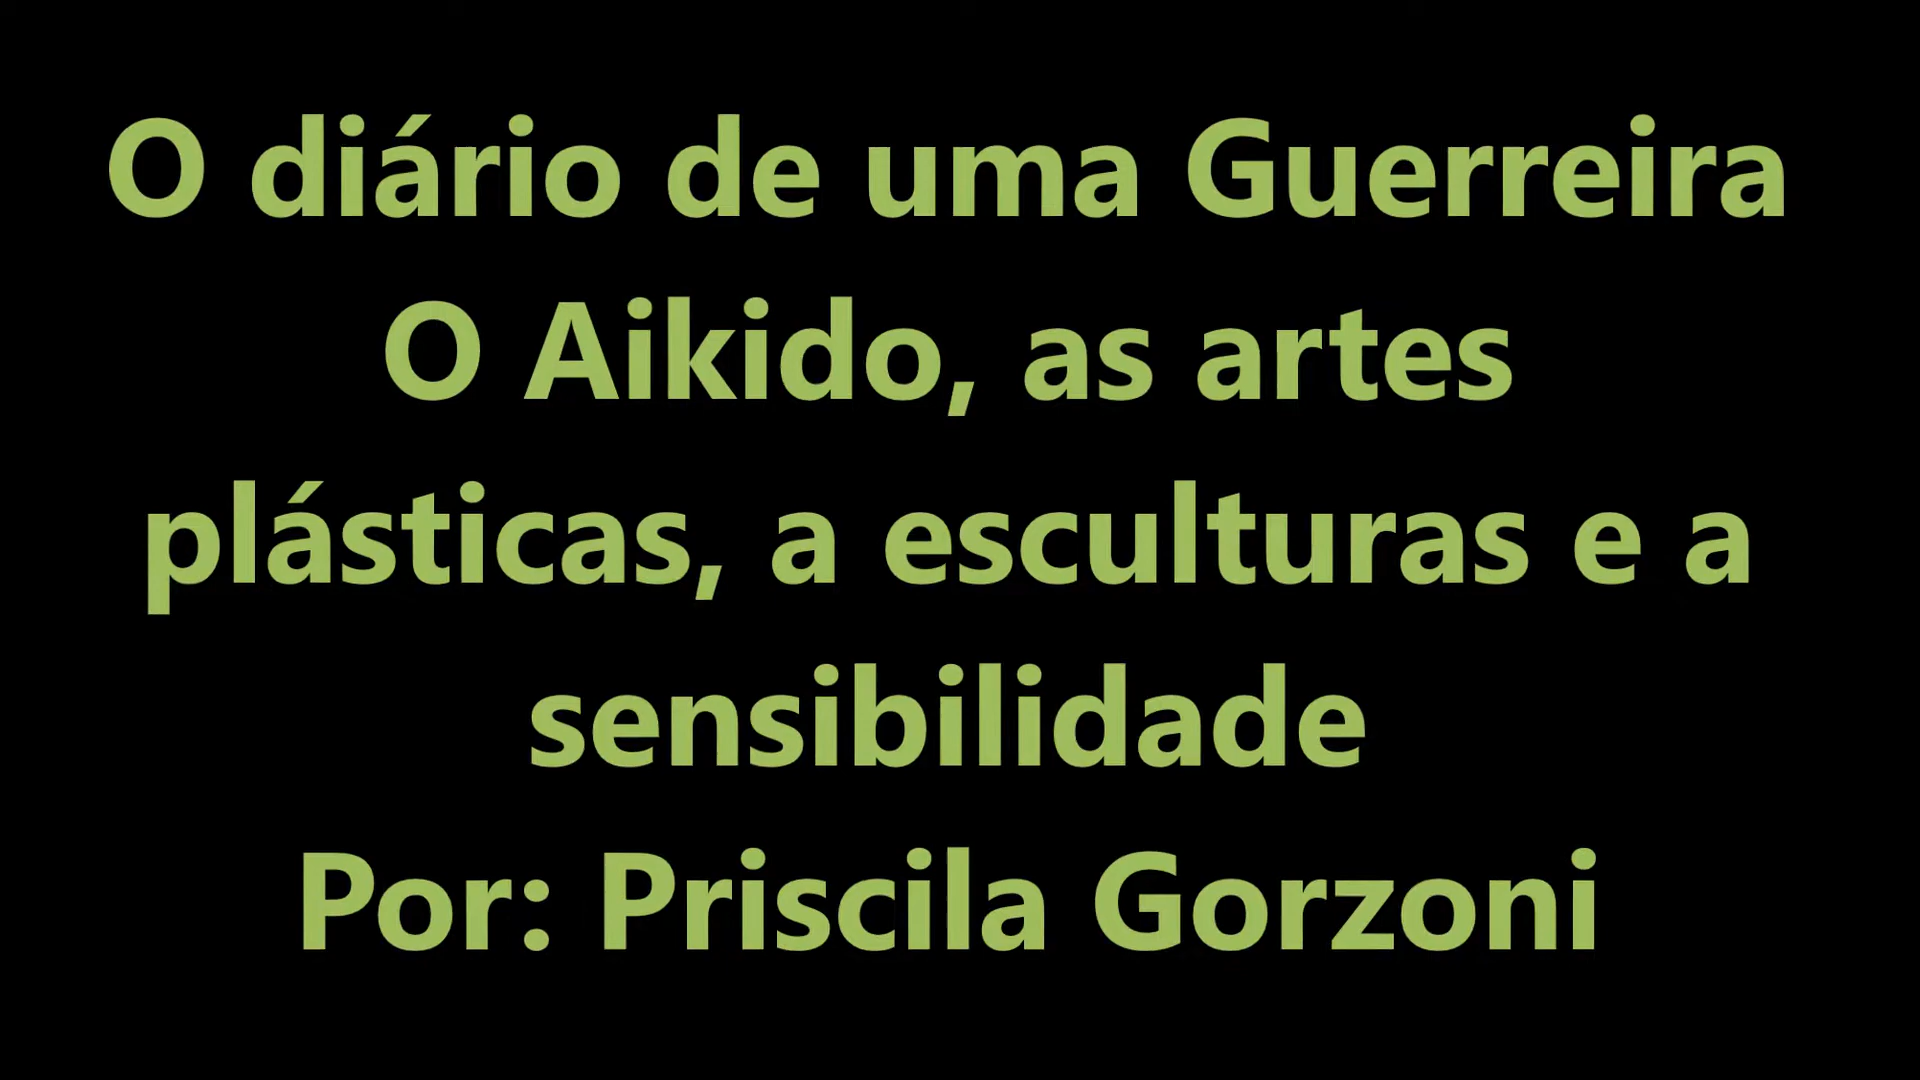 O diário de uma Guerreira
O Aikido, as artes
plásticas, a esculturas e a
sensibilidade
Por: Priscila Gorzoni